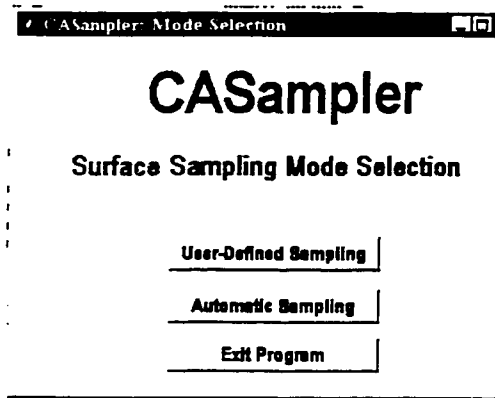 CASampler: Mode Selection
CASampler
Surface Sampling Mode Selection
User-Defined Sampling
Automatic Sampling
Exit Program